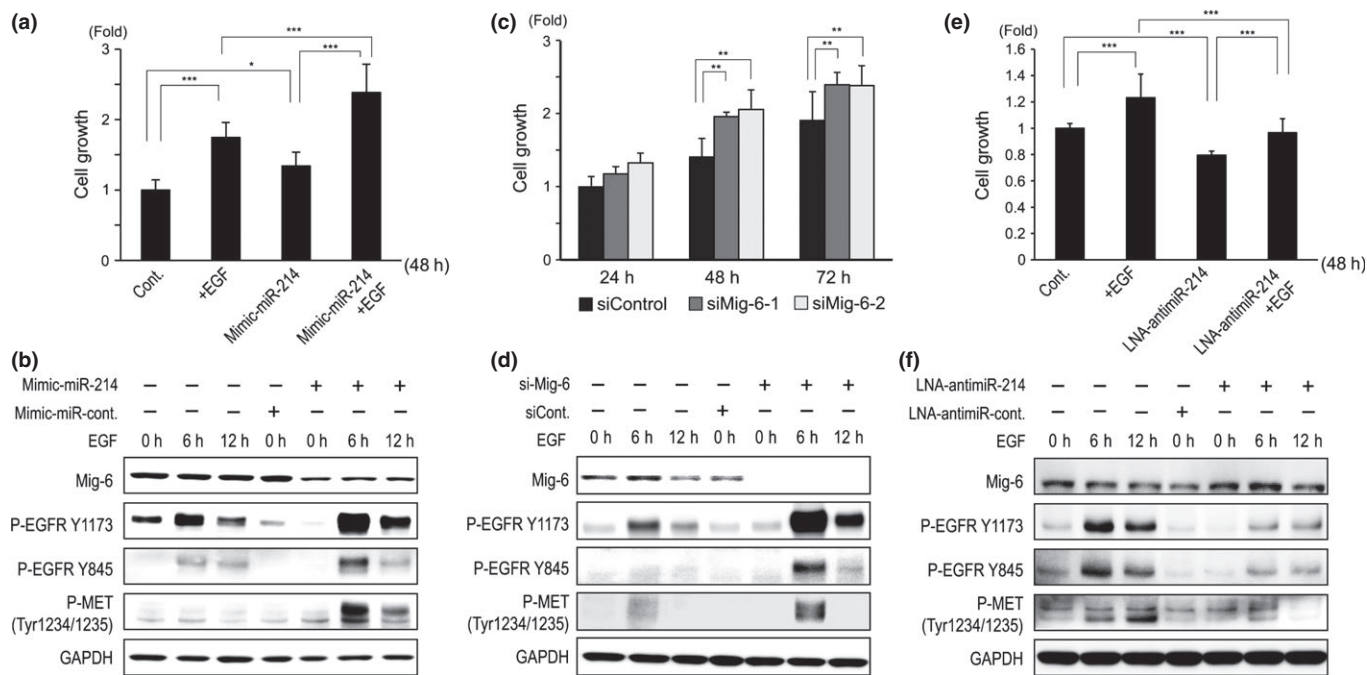 (a)
(Fold)
***
***
***
*
***
3
2
1
0
Cell growth
Cont.
+EGF
Mimic-miR-214
Mimic-miR-214
+EGF
(48 h)
(c)
(Fold)
**
**
**
**
3
2
1
0
Cell growth
24 h 48 h 72 h
siControl siMig-6-1 siMig-6-2
(e)
(Fold)
***
***
***
***
1.6
1.4
1.2
1
0.8
0.6
0.4
0.2
0
Cell growth
Cont.
+EGF
LNA-antimiR-214
LNA-antimiR-214
+EGF
(48 h)
(b)
Mimic-miR-214 – – – – + + +
Mimic-miR-cont. – – – + – – –
EGF 0 h 6 h 12 h 0 h 0 h 6 h 12 h
Mig-6
P-EGFR Y1173
P-EGFR Y845
P-MET
(Tyr1234/1235)
GAPDH
(d)
si-Mig-6 – – – – + + +
siCont. – – – + – – –
EGF 0 h 6 h 12 h 0 h 0 h 6 h 12 h
Mig-6
P-EGFR Y1173
P-EGFR Y845
P-MET
(Tyr1234/1235)
GAPDH
(f)
LNA-antimiR-214 – – – – + + +
LNA-antimiR-cont. – – – + – – –
EGF 0 h 6 h 12 h 0 h 0 h 6 h 12 h
Mig-6
P-EGFR Y1173
P-EGFR Y845
P-MET
(Tyr1234/1235)
GAPDH